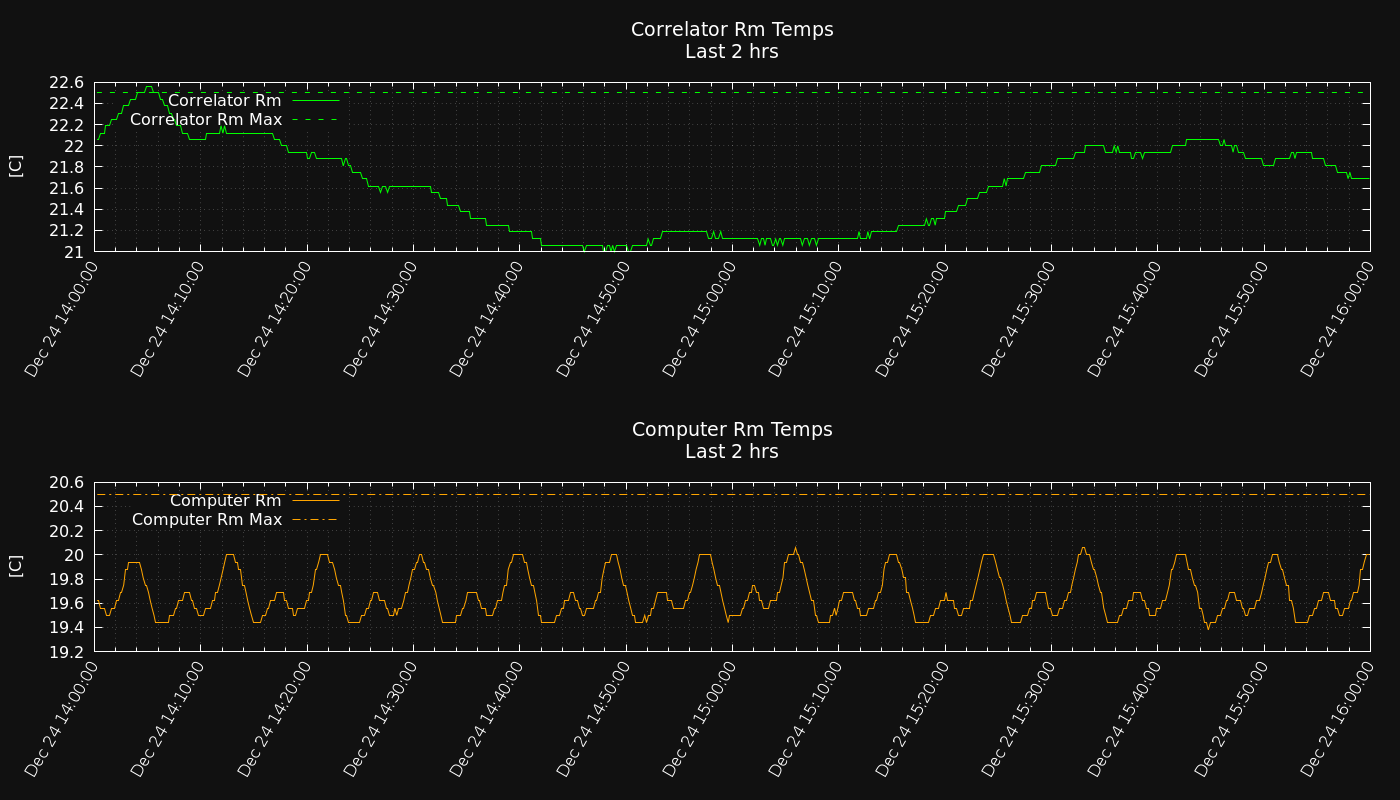 Correlator Rm Temps
Last 2 hrs
[C]
22.6
22.4
22.2
22
21.8
21.6
21.4
21.2
21
Correlator Rm
Correlator Rm Max
Dec 24 14:00:00
Dec 24 14:10:00
Dec 24 14:20:00
Dec 24 14:30:00
Dec 24 14:40:00
Dec 24 14:50:00
Dec 24 15:00:00
Dec 24 15:10:00
Dec 24 15:20:00
Dec 24 15:30:00
Dec 24 15:40:00
Dec 24 15:50:00
Dec 24 16:00:00
Computer Rm Temps
Last 2 hrs
[C]
20.6
20.4
20.2
20
19.8
19.6
19.4
19.2
Computer Rm
Computer Rm Max
Dec 24 14:00:00
Dec 24 14:10:00
Dec 24 14:20:00
Dec 24 14:30:00
Dec 24 14:40:00
Dec 24 14:50:00
Dec 24 15:00:00
Dec 24 15:10:00
Dec 24 15:20:00
Dec 24 15:30:00
Dec 24 15:40:00
Dec 24 15:50:00
Dec 24 16:00:00